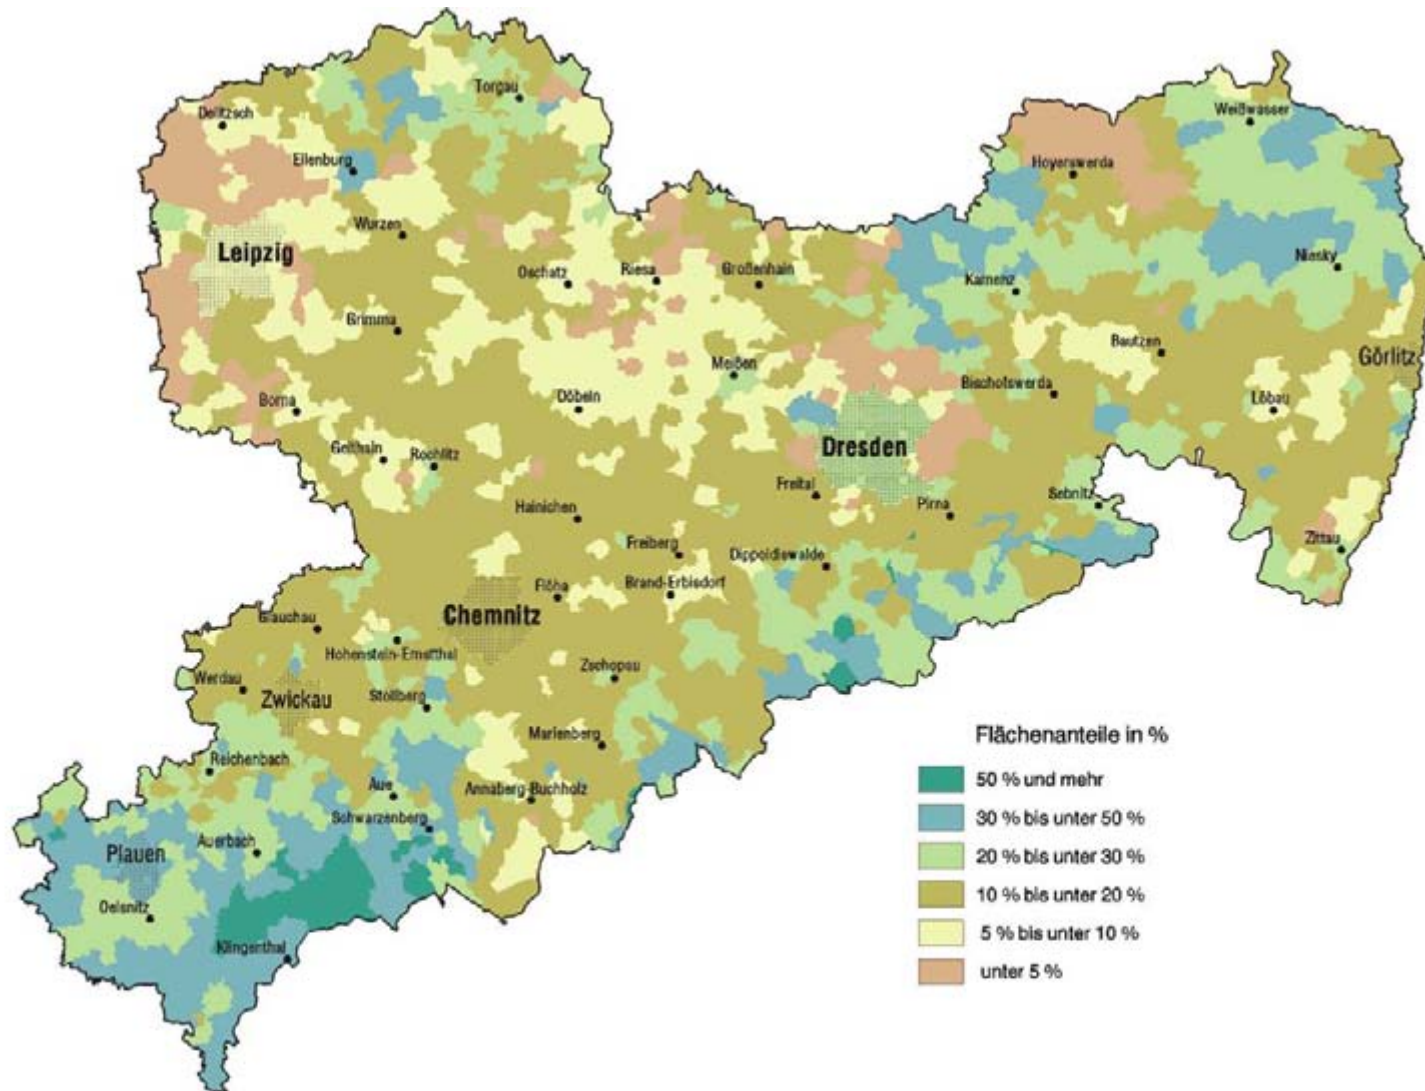 Torgau
Delitzsch
Weißwasser
Eilenburg
Hoyerswerda
Wurzen
Leipzig
Niesky
Oschatz
Riesa
Großenhain
Kamenz
Grimma
Bautzen
Görlitz
Meißen
Bischofswerda
Borna
Döbeln
Löbau
Dresden
Geithain
Rochlitz
Freital
Sebnitz
Hainichen
Pirna
Freiberg
Dippoldiswalde
Zittau
Flöha
Brand-Erbisdorf
Chemnitz
Glauchau
Hohenstein-Ernstthal
Zschopau
Werdau
Zwickau
Stollberg
Marienberg
Reichenbach
Aue
Annaberg-Buchholz
Schwarzenberg
Auerbach
Plauen
Oelsnitz
Klingenthal
Flächenanteile in %
50 % und mehr
30 % bis unter 50 %
20 % bis unter 30 %
10 % bis unter 20 %
5 % bis unter 10 %
unter 5 %